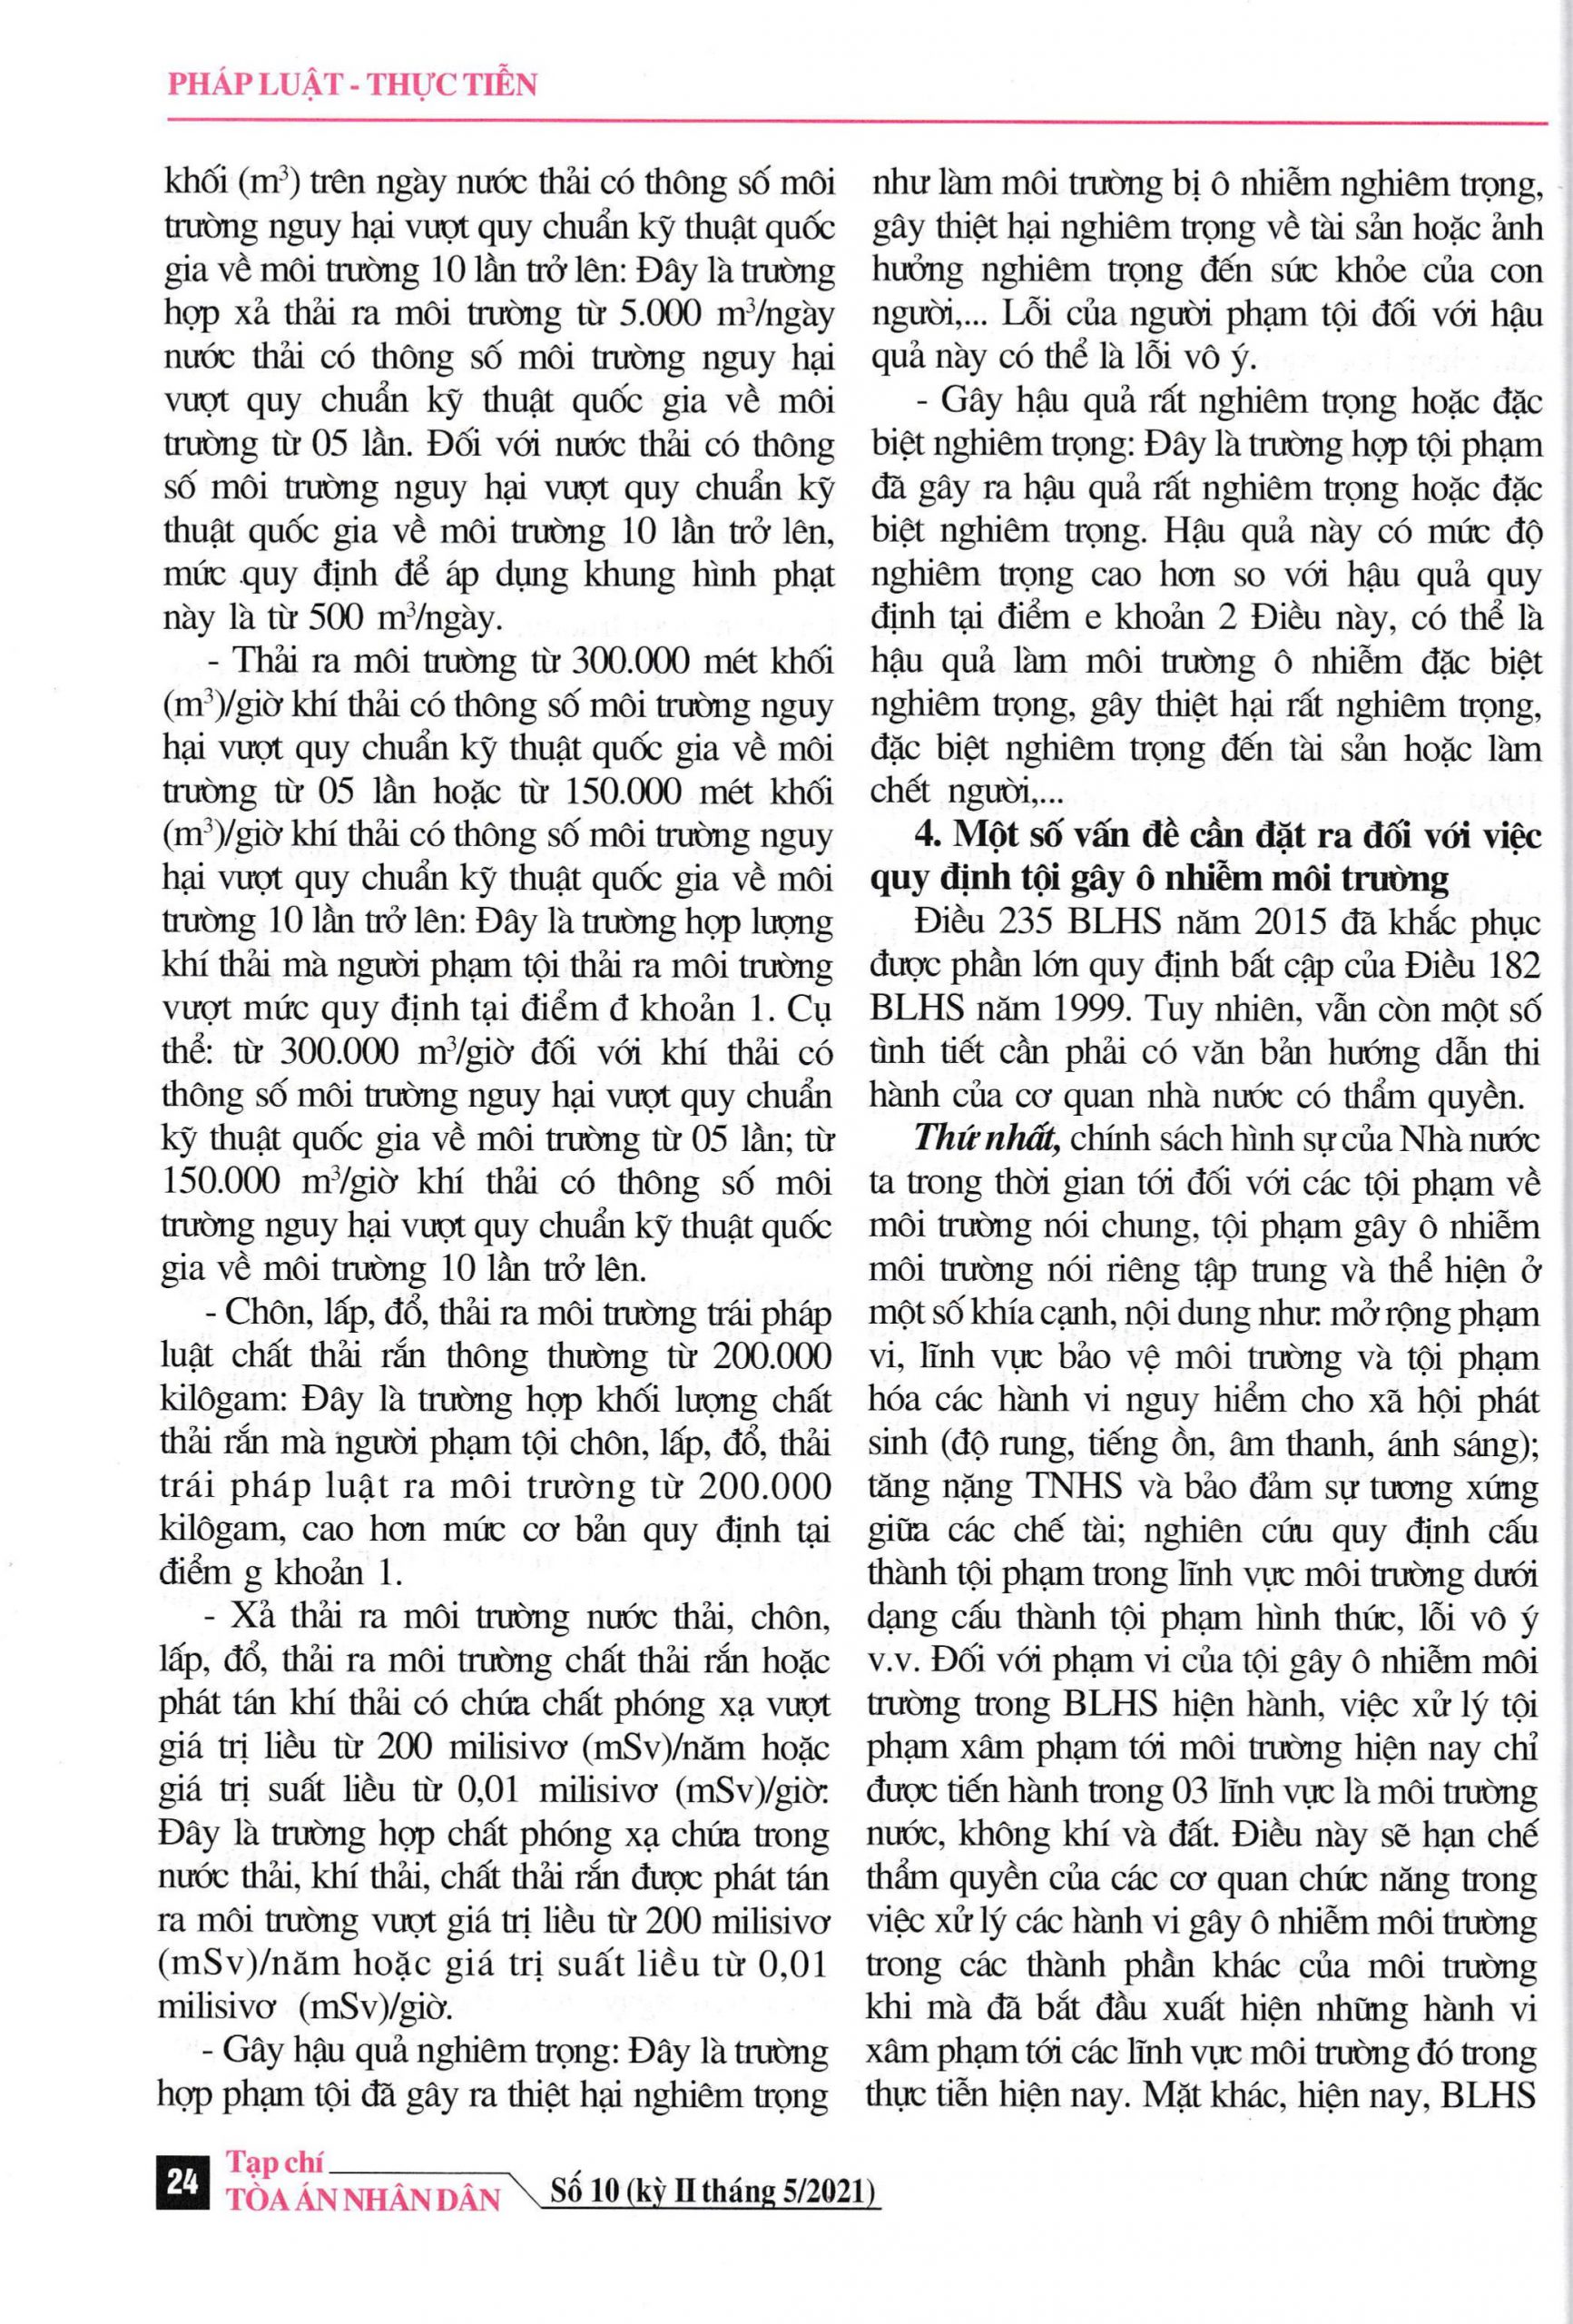 PHÁP LUẬT - THỰC TIỄN
khối (m³) trên ngày nước thải có thông số môi
trường nguy hại vượt quy chuẩn kỹ thuật quốc
gia về môi trường 10 lần trở lên: Đây là trường
hợp xả thải ra môi trường từ 5.000 m³/ngày
nước thải có thông số môi trường nguy hại
vượt quy chuẩn kỹ thuật quốc gia về môi
trường từ 05 lần. Đối với nước thải có thông
số môi trường nguy hại vượt quy chuẩn kỹ
thuật quốc gia về môi trường 10 lần trở lên,
mức quy định để áp dụng khung hình phạt
này là từ 500 m³/ngày.
- Thải ra môi trường từ 300.000 mét khối
(m³)/giờ khí thải có thông số môi trường nguy
hại vượt quy chuẩn kỹ thuật quốc gia về môi
trường từ 05 lần hoặc từ 150.000 mét khối
(m³)/giờ khí thải có thông số môi trường nguy
hại vượt quy chuẩn kỹ thuật quốc gia về môi
trường 10 lần trở lên: Đây là trường hợp lượng
khí thải mà người phạm tội thải ra môi trường
vượt mức quy định tại điểm đ khoản 1. Cụ
thể: từ 300.000 m³/giờ đối với khí thải có
thông số môi trường nguy hại vượt quy chuẩn
kỹ thuật quốc gia về môi trường từ 05 lần; từ
150.000 m³/giờ khí thải có thông số môi
trường nguy hại vượt quy chuẩn kỹ thuật quốc
gia về môi trường 10 lần trở lên.
- Chôn, lấp, đổ, thải ra môi trường trái pháp
luật chất thải rắn thông thường từ 200.000
kilôgam: Đây là trường hợp khối lượng chất
thải rắn mà người phạm tội chôn, lấp, đổ, thải
trái pháp luật ra môi trường từ 200.000
kilôgam, cao hơn mức cơ bản quy định tại
điểm g khoản 1.
- Xả thải ra môi trường nước thải, chôn,
lấp, đổ, thải ra môi trường chất thải rắn hoặc
phát tán khí thải có chứa chất phóng xạ vượt
giá trị liều từ 200 milisivơ (mSv)/năm hoặc
giá trị suất liều từ 0,01 milisivơ (mSv)/giờ:
Đây là trường hợp chất phóng xạ chứa trong
nước thải, khí thải, chất thải rắn được phát tán
ra môi trường vượt giá trị liều từ 200 milisivơ
(mSv)/năm hoặc giá trị suất liều từ 0,01
milisivơ (mSv)/giờ.
- Gây hậu quả nghiêm trọng: Đây là trường
hợp phạm tội đã gây ra thiệt hại nghiêm trọng
như làm môi trường bị ô nhiễm nghiêm trọng,
gây thiệt hại nghiêm trọng về tài sản hoặc ảnh
hưởng nghiêm trọng đến sức khỏe của con
người,... Lỗi của người phạm tội đối với hậu
quả này có thể là lỗi vô ý.
- Gây hậu quả rất nghiêm trọng hoặc đặc
biệt nghiêm trọng: Đây là trường hợp tội phạm
đã gây ra hậu quả rất nghiêm trọng hoặc đặc
biệt nghiêm trọng. Hậu quả này có mức độ
nghiêm trọng cao hơn so với hậu quả quy
định tại điểm e khoản 2 Điều này, có thể là
hậu quả làm môi trường ô nhiễm đặc biệt
nghiêm trọng, gây thiệt hại rất nghiêm trọng,
đặc biệt nghiêm trọng đến tài sản hoặc làm
chết người,...
4. Một số vấn đề cần đặt ra đối với việc
quy định tội gây ô nhiễm môi trường
Điều 235 BLHS năm 2015 đã khắc phục
được phần lớn quy định bất cập của Điều 182
BLHS năm 1999. Tuy nhiên, vẫn còn một số
tình tiết cần phải có văn bản hướng dẫn thi
hành của cơ quan nhà nước có thẩm quyền.
Thứ nhất, chính sách hình sự của Nhà nước
ta trong thời gian tới đối với các tội phạm về
môi trường nói chung, tội phạm gây ô nhiễm
môi trường nói riêng tập trung và thể hiện ở
một số khía cạnh, nội dung như: mở rộng phạm
vi, lĩnh vực bảo vệ môi trường và tội phạm
hóa các hành vi nguy hiểm cho xã hội phát
sinh (độ rung, tiếng ồn, âm thanh, ánh sáng);
tăng nặng TNHS và bảo đảm sự tương xứng
giữa các chế tài; nghiên cứu quy định cấu
thành tội phạm trong lĩnh vực môi trường dưới
dạng cấu thành tội phạm hình thức, lỗi vô ý
v.v. Đối với phạm vi của tội gây ô nhiễm môi
trường trong BLHS hiện hành, việc xử lý tội
phạm xâm phạm tới môi trường hiện nay chỉ
được tiến hành trong 03 lĩnh vực là môi trường
nước, không khí và đất. Điều này sẽ hạn chế
thẩm quyền của các cơ quan chức năng trong
việc xử lý các hành vi gây ô nhiễm môi trường
trong các thành phần khác của môi trường
khi mà đã bắt đầu xuất hiện những hành vi
xâm phạm tới các lĩnh vực môi trường đó trong
thực tiễn hiện nay. Mặt khác, hiện nay, BLHS
24
Tạp chí
TÒA ÁN NHÂN DÂN
Số 10 (kỳ II tháng 5/2021)